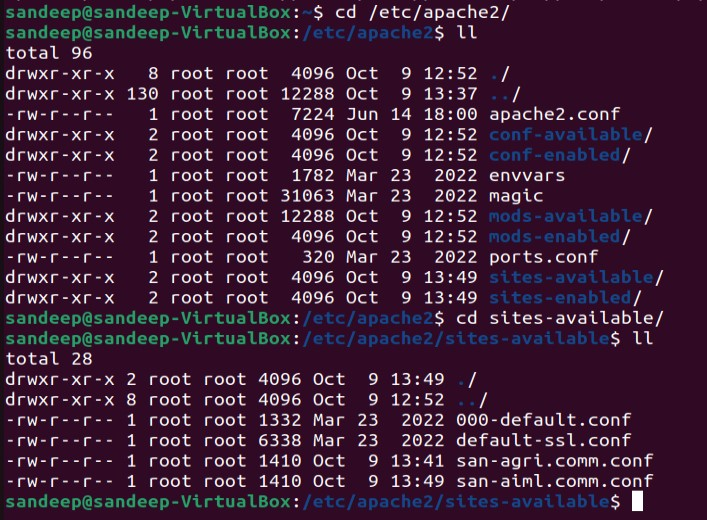 sandeep@sandeep-VirtualBox:~$ cd /etc/apache2/
sandeep@sandeep-VirtualBox:/etc/apache2$ ll
total 96
drwxr-xr-x   8 root root  4096 Oct  9 12:52 ./
drwxr-xr-x 130 root root 12288 Oct  9 13:37 ../
-rw-r--r--   1 root root  7224 Jun 14 18:00 apache2.conf
drwxr-xr-x   2 root root  4096 Oct  9 12:52 conf-available/
drwxr-xr-x   2 root root  4096 Oct  9 12:52 conf-enabled/
-rw-r--r--   1 root root  1782 Mar 23  2022 envvars
-rw-r--r--   1 root root 31063 Mar 23  2022 magic
drwxr-xr-x   2 root root 12288 Oct  9 12:52 mods-available/
drwxr-xr-x   2 root root  4096 Oct  9 12:52 mods-enabled/
-rw-r--r--   1 root root   320 Mar 23  2022 ports.conf
drwxr-xr-x   2 root root  4096 Oct  9 13:49 sites-available/
drwxr-xr-x   2 root root  4096 Oct  9 13:49 sites-enabled/
sandeep@sandeep-VirtualBox:/etc/apache2$ cd sites-available/
sandeep@sandeep-VirtualBox:/etc/apache2/sites-available$ ll
total 28
drwxr-xr-x 2 root root 4096 Oct  9 13:49 ./
drwxr-xr-x 8 root root 4096 Oct  9 12:52 ../
-rw-r--r-- 1 root root 1332 Mar 23  2022 000-default.conf
-rw-r--r-- 1 root root 6338 Mar 23  2022 default-ssl.conf
-rw-r--r-- 1 root root 1410 Oct  9 13:41 san-agri.comm.conf
-rw-r--r-- 1 root root 1410 Oct  9 13:49 san-aiml.comm.conf
sandeep@sandeep-VirtualBox:/etc/apache2/sites-available$